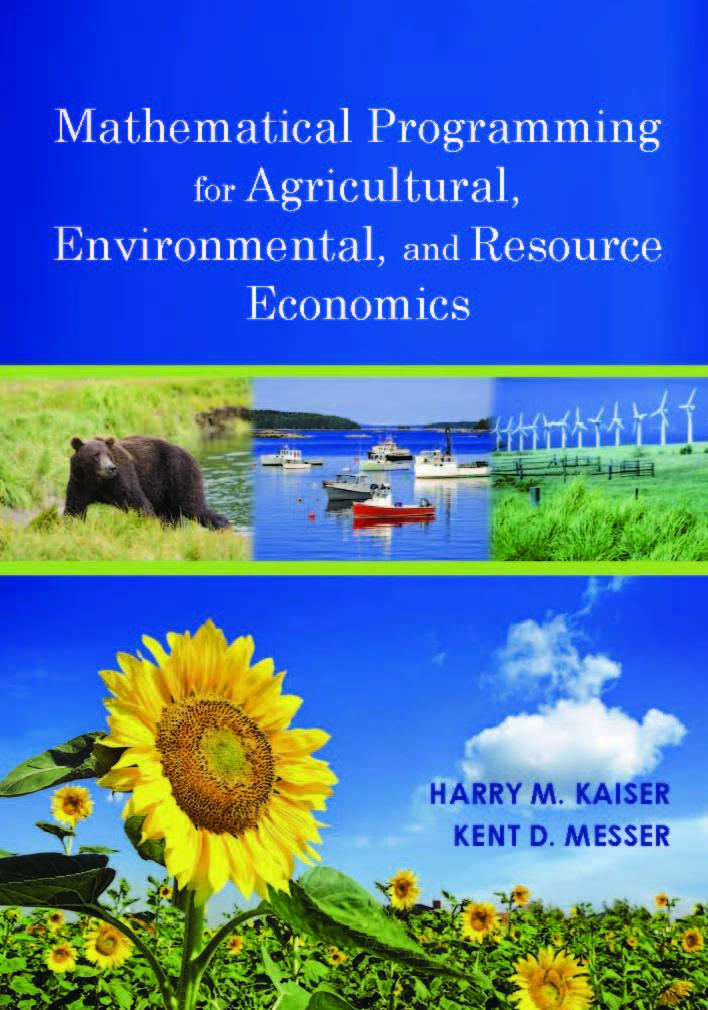 Mathematical Programming
for Agricultural,
Environmental, and Resource
Economics
HARRY M. KAISER
KENT D. MESSER